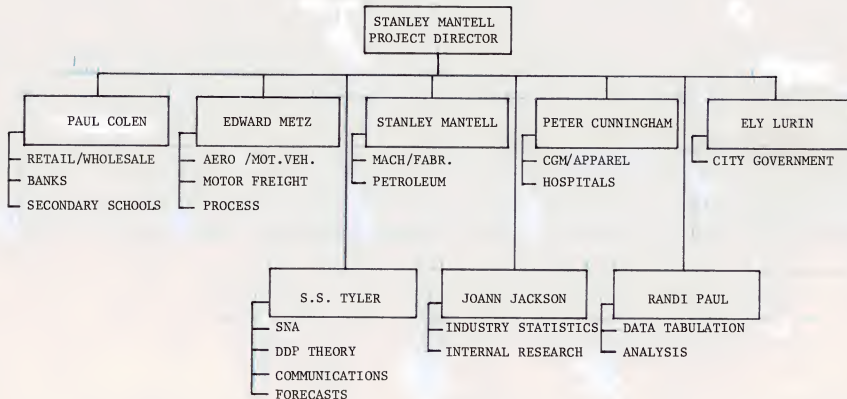 STANLEY MANTELL
PROJECT DIRECTOR
PAUL COLEN
RETAIL/WHOLESALE
BANKS
SECONDARY SCHOOLS
EDWARD METZ
AERO /MOT.VEH.
MOTOR FREIGHT
PROCESS
STANLEY MANTELL
MACH/FABR.
PETROLEUM
PETER CUNNINGHAM
CGM/APPAREL
HOSPITALS
ELY LURIN
CITY GOVERNMENT
S.S. TYLER
SNA
DDP THEORY
COMMUNICATIONS
FORECASTS
JOANN JACKSON
INDUSTRY STATISTICS
INTERNAL RESEARCH
RANDI PAUL
DATA TABULATION
ANALYSIS